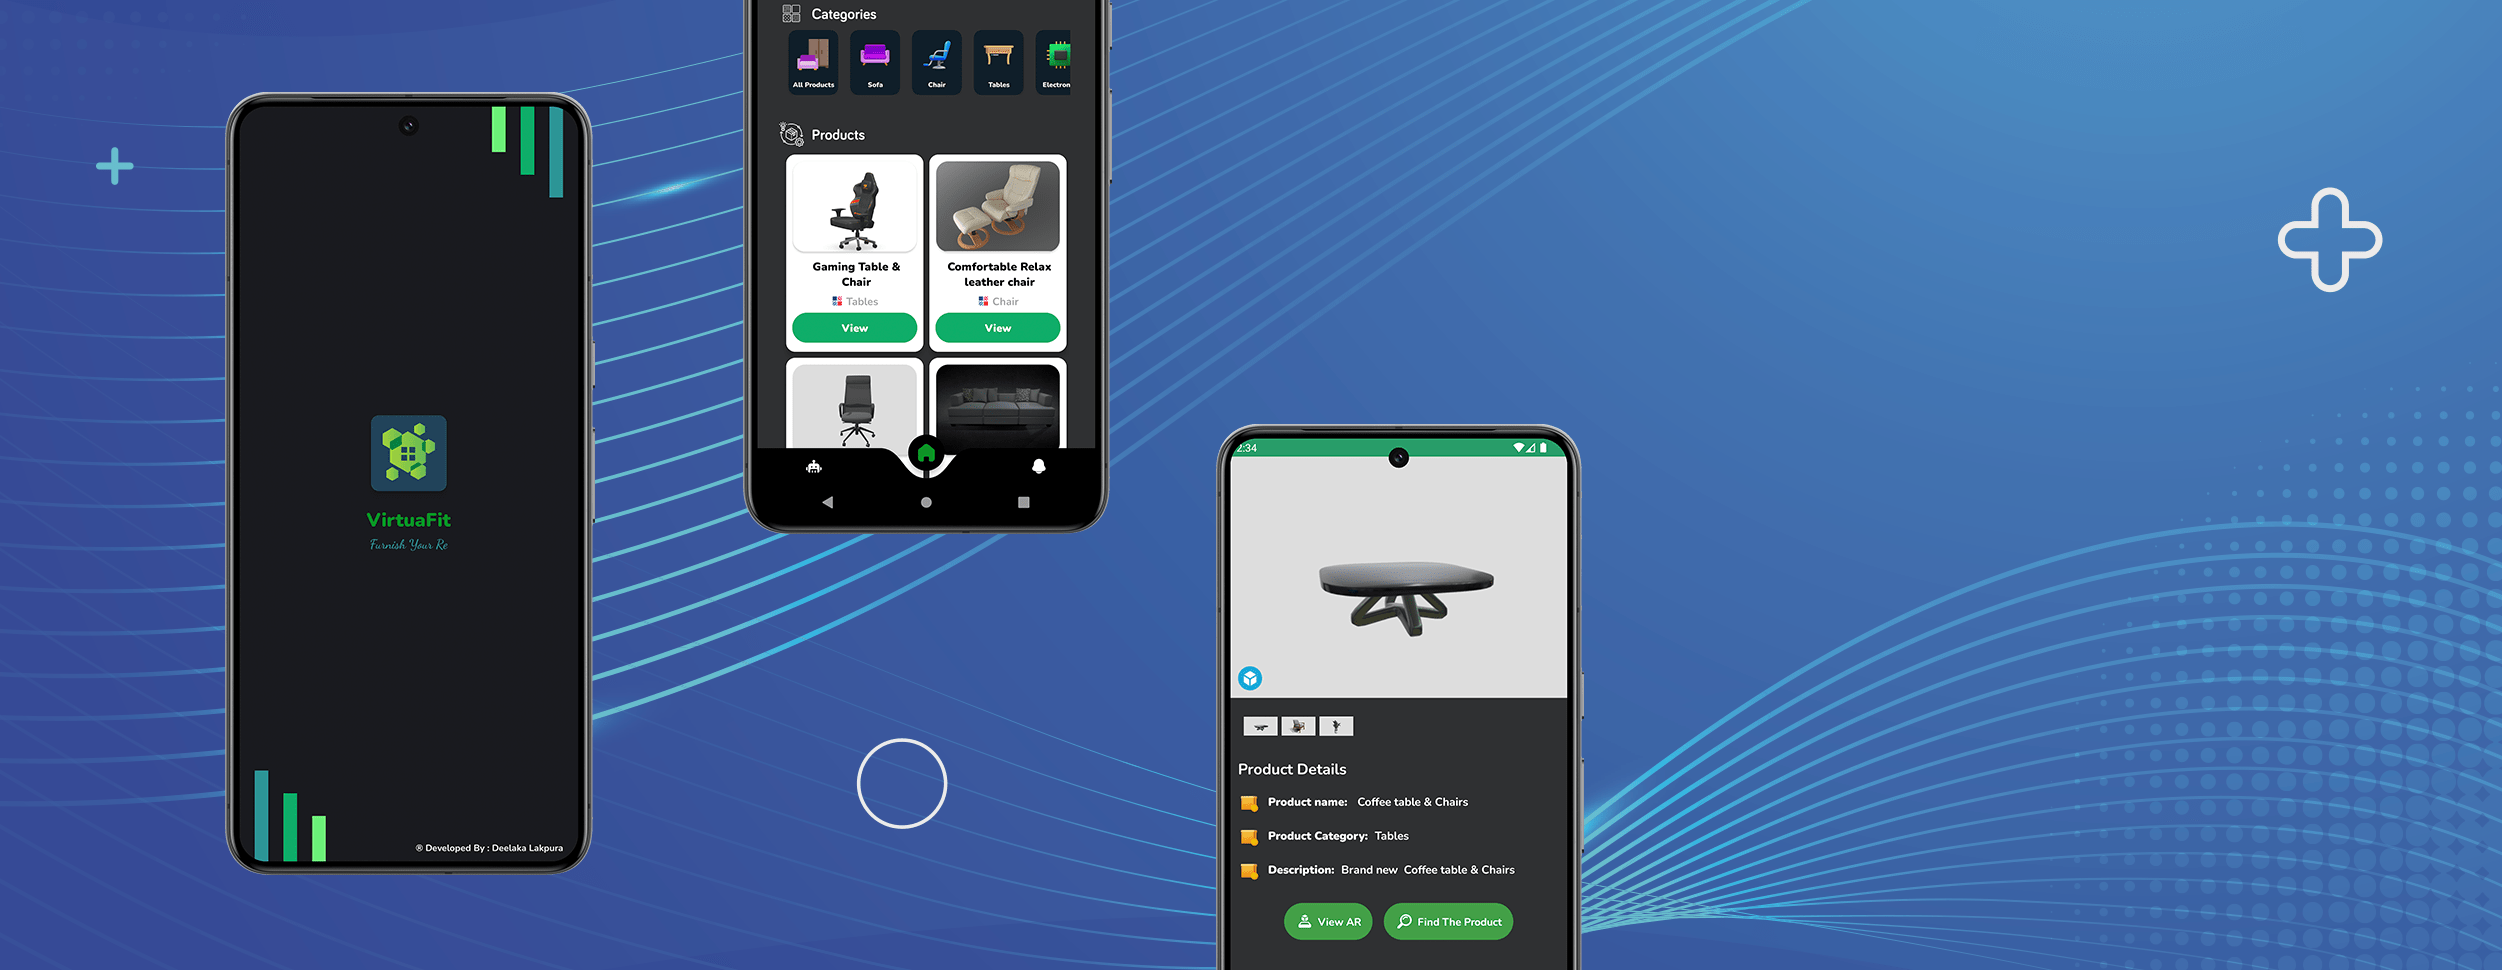 VirtuaFit
Furnish Your Re
® Developed By : Deelaka Lakpura
Categories
All Products
Sofa
Chair
Tables
Electron
Products
Gaming Table &
Chair
Tables
View
Comfortable Relax
leather chair
Chair
View
2:34
Product Details
Product name: Coffee table & Chairs
Product Category: Tables
Description: Brand new Coffee table & Chairs
View AR
Find The Product